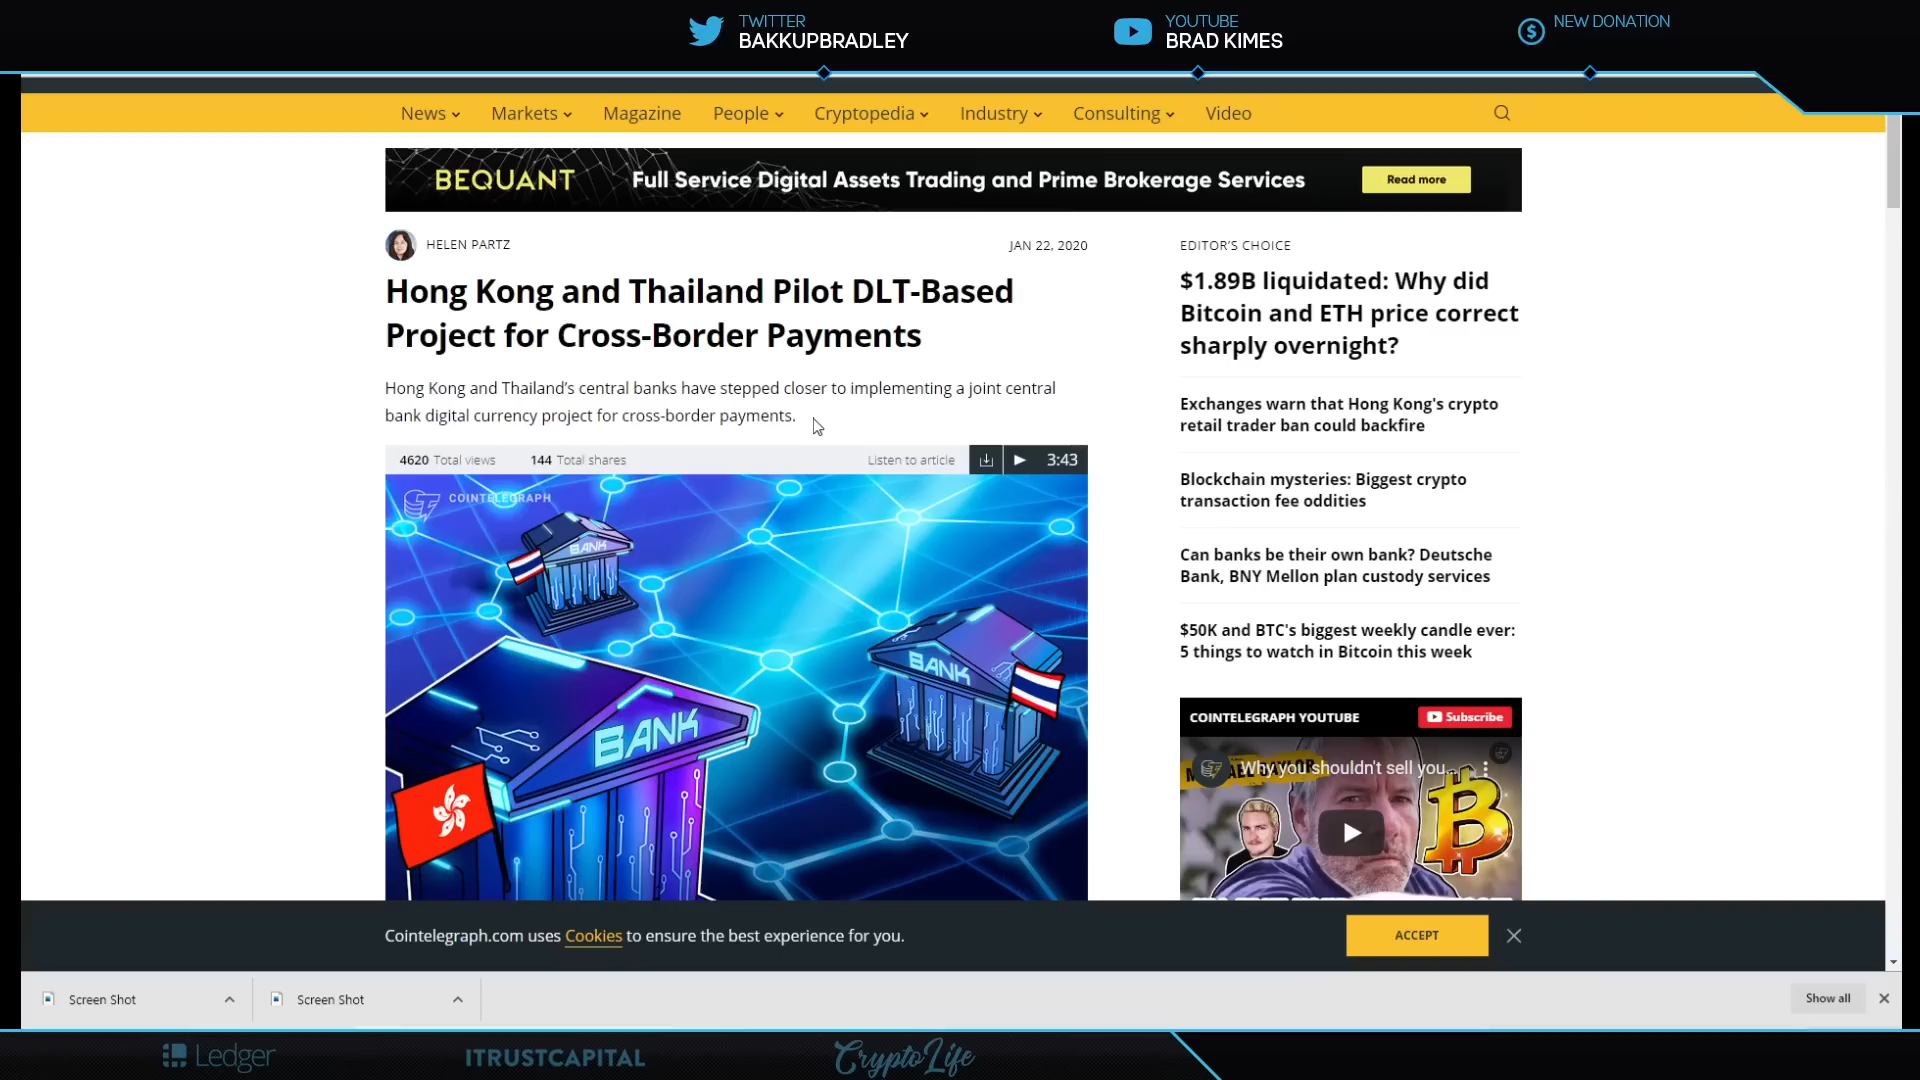 TWITTER
BAKKUPBRADLEY
YOUTUBE
BRAD KIMES
NEW DONATION
News
Markets
Magazine
People
Cryptopedia
Industry
Consulting
Video
BEQUANT
Full Service Digital Assets Trading and Prime Brokerage Services
Read more
HELEN PARTZ
JAN 22, 2020
Hong Kong and Thailand Pilot DLT-Based
Project for Cross-Border Payments
Hong Kong and Thailand's central banks have stepped closer to implementing a joint central
bank digital currency project for cross-border payments.
4620 Total views
144 Total shares
Listen to article
3:43
COINTELEGRAPH
BANK
BANK
BANK
EDITOR'S CHOICE
$1.89B liquidated: Why did
Bitcoin and ETH price correct
sharply overnight?
Exchanges warn that Hong Kong's crypto
retail trader ban could backfire
Blockchain mysteries: Biggest crypto
transaction fee oddities
Can banks be their own bank? Deutsche
Bank, BNY Mellon plan custody services
$50K and BTC's biggest weekly candle ever:
5 things to watch in Bitcoin this week
COINTELEGRAPH YOUTUBE
Subscribe
Why you shouldn't sell you...
Cointelegraph.com uses Cookies to ensure the best experience for you.
ACCEPT
Screen Shot
Screen Shot
Show all
Ledger
ITRUSTCAPITAL
CryptoLife